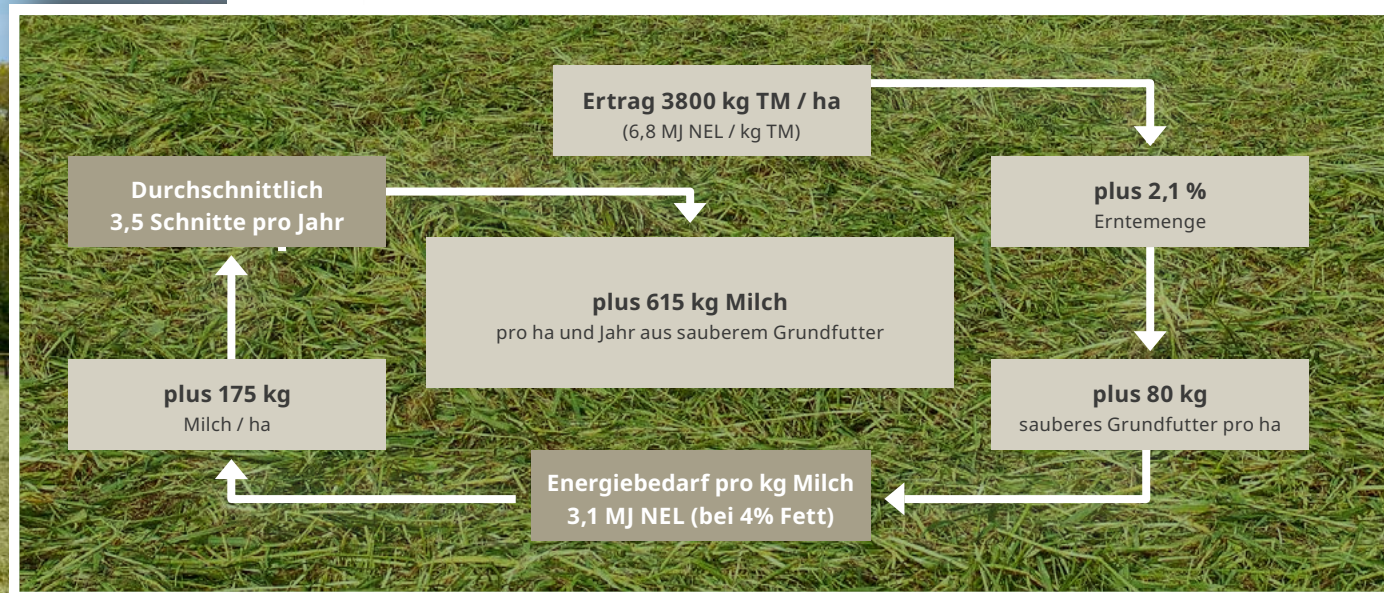 Ertrag 3800 kg TM / ha
(6,8 MJ NEL / kg TM)
plus 2,1 %
Erntemenge
plus 80 kg
sauberes Grundfutter pro ha
Energiebedarf pro kg Milch
3,1 MJ NEL (bei 4% Fett)
plus 175 kg
Milch / ha
Durchschnittlich
3,5 Schnitte pro Jahr
plus 615 kg Milch
pro ha und Jahr aus sauberem Grundfutter